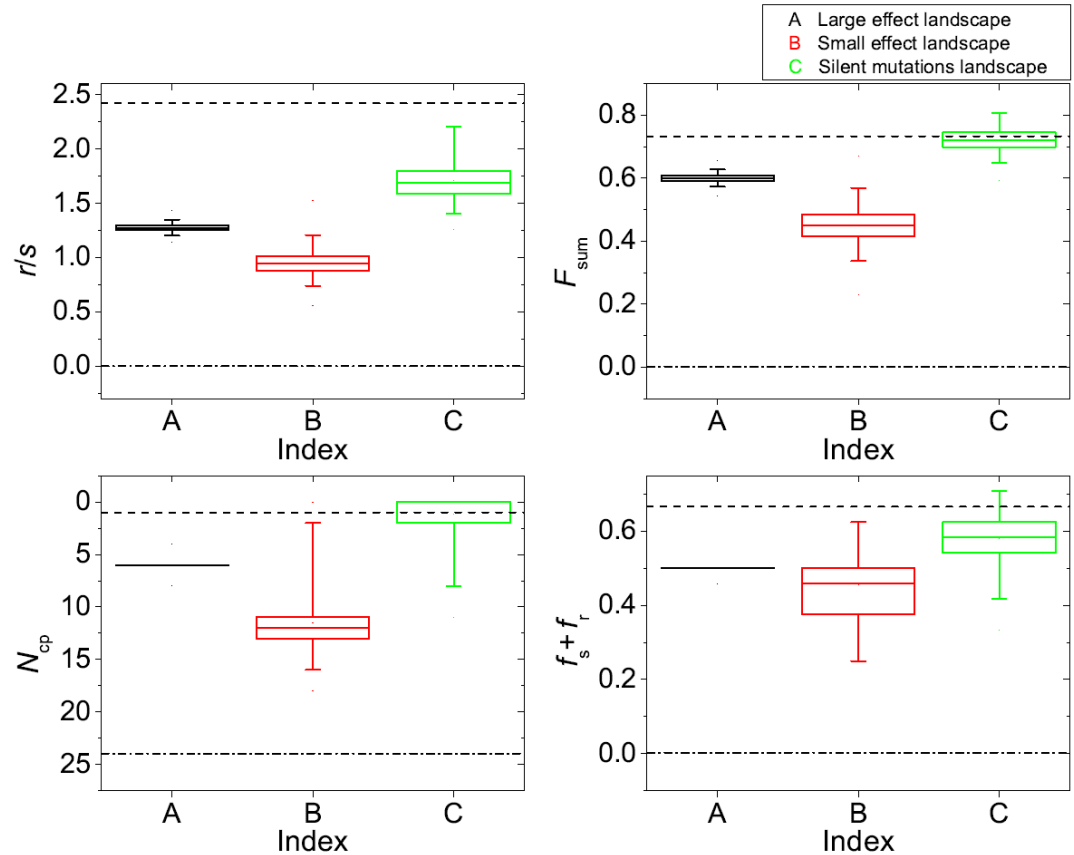 A Large effect landscape
B Small effect landscape
C Silent mutations landscape
2.5
2.0
1.5
1.0
0.5
0.0
r/s
A B C
Index
0.8
0.6
0.4
0.2
0.0
F sum
A B C
Index
0
5
10
15
20
25
N cp
A B C
Index
0.6
0.4
0.2
0.0
f s + f r
A B C
Index